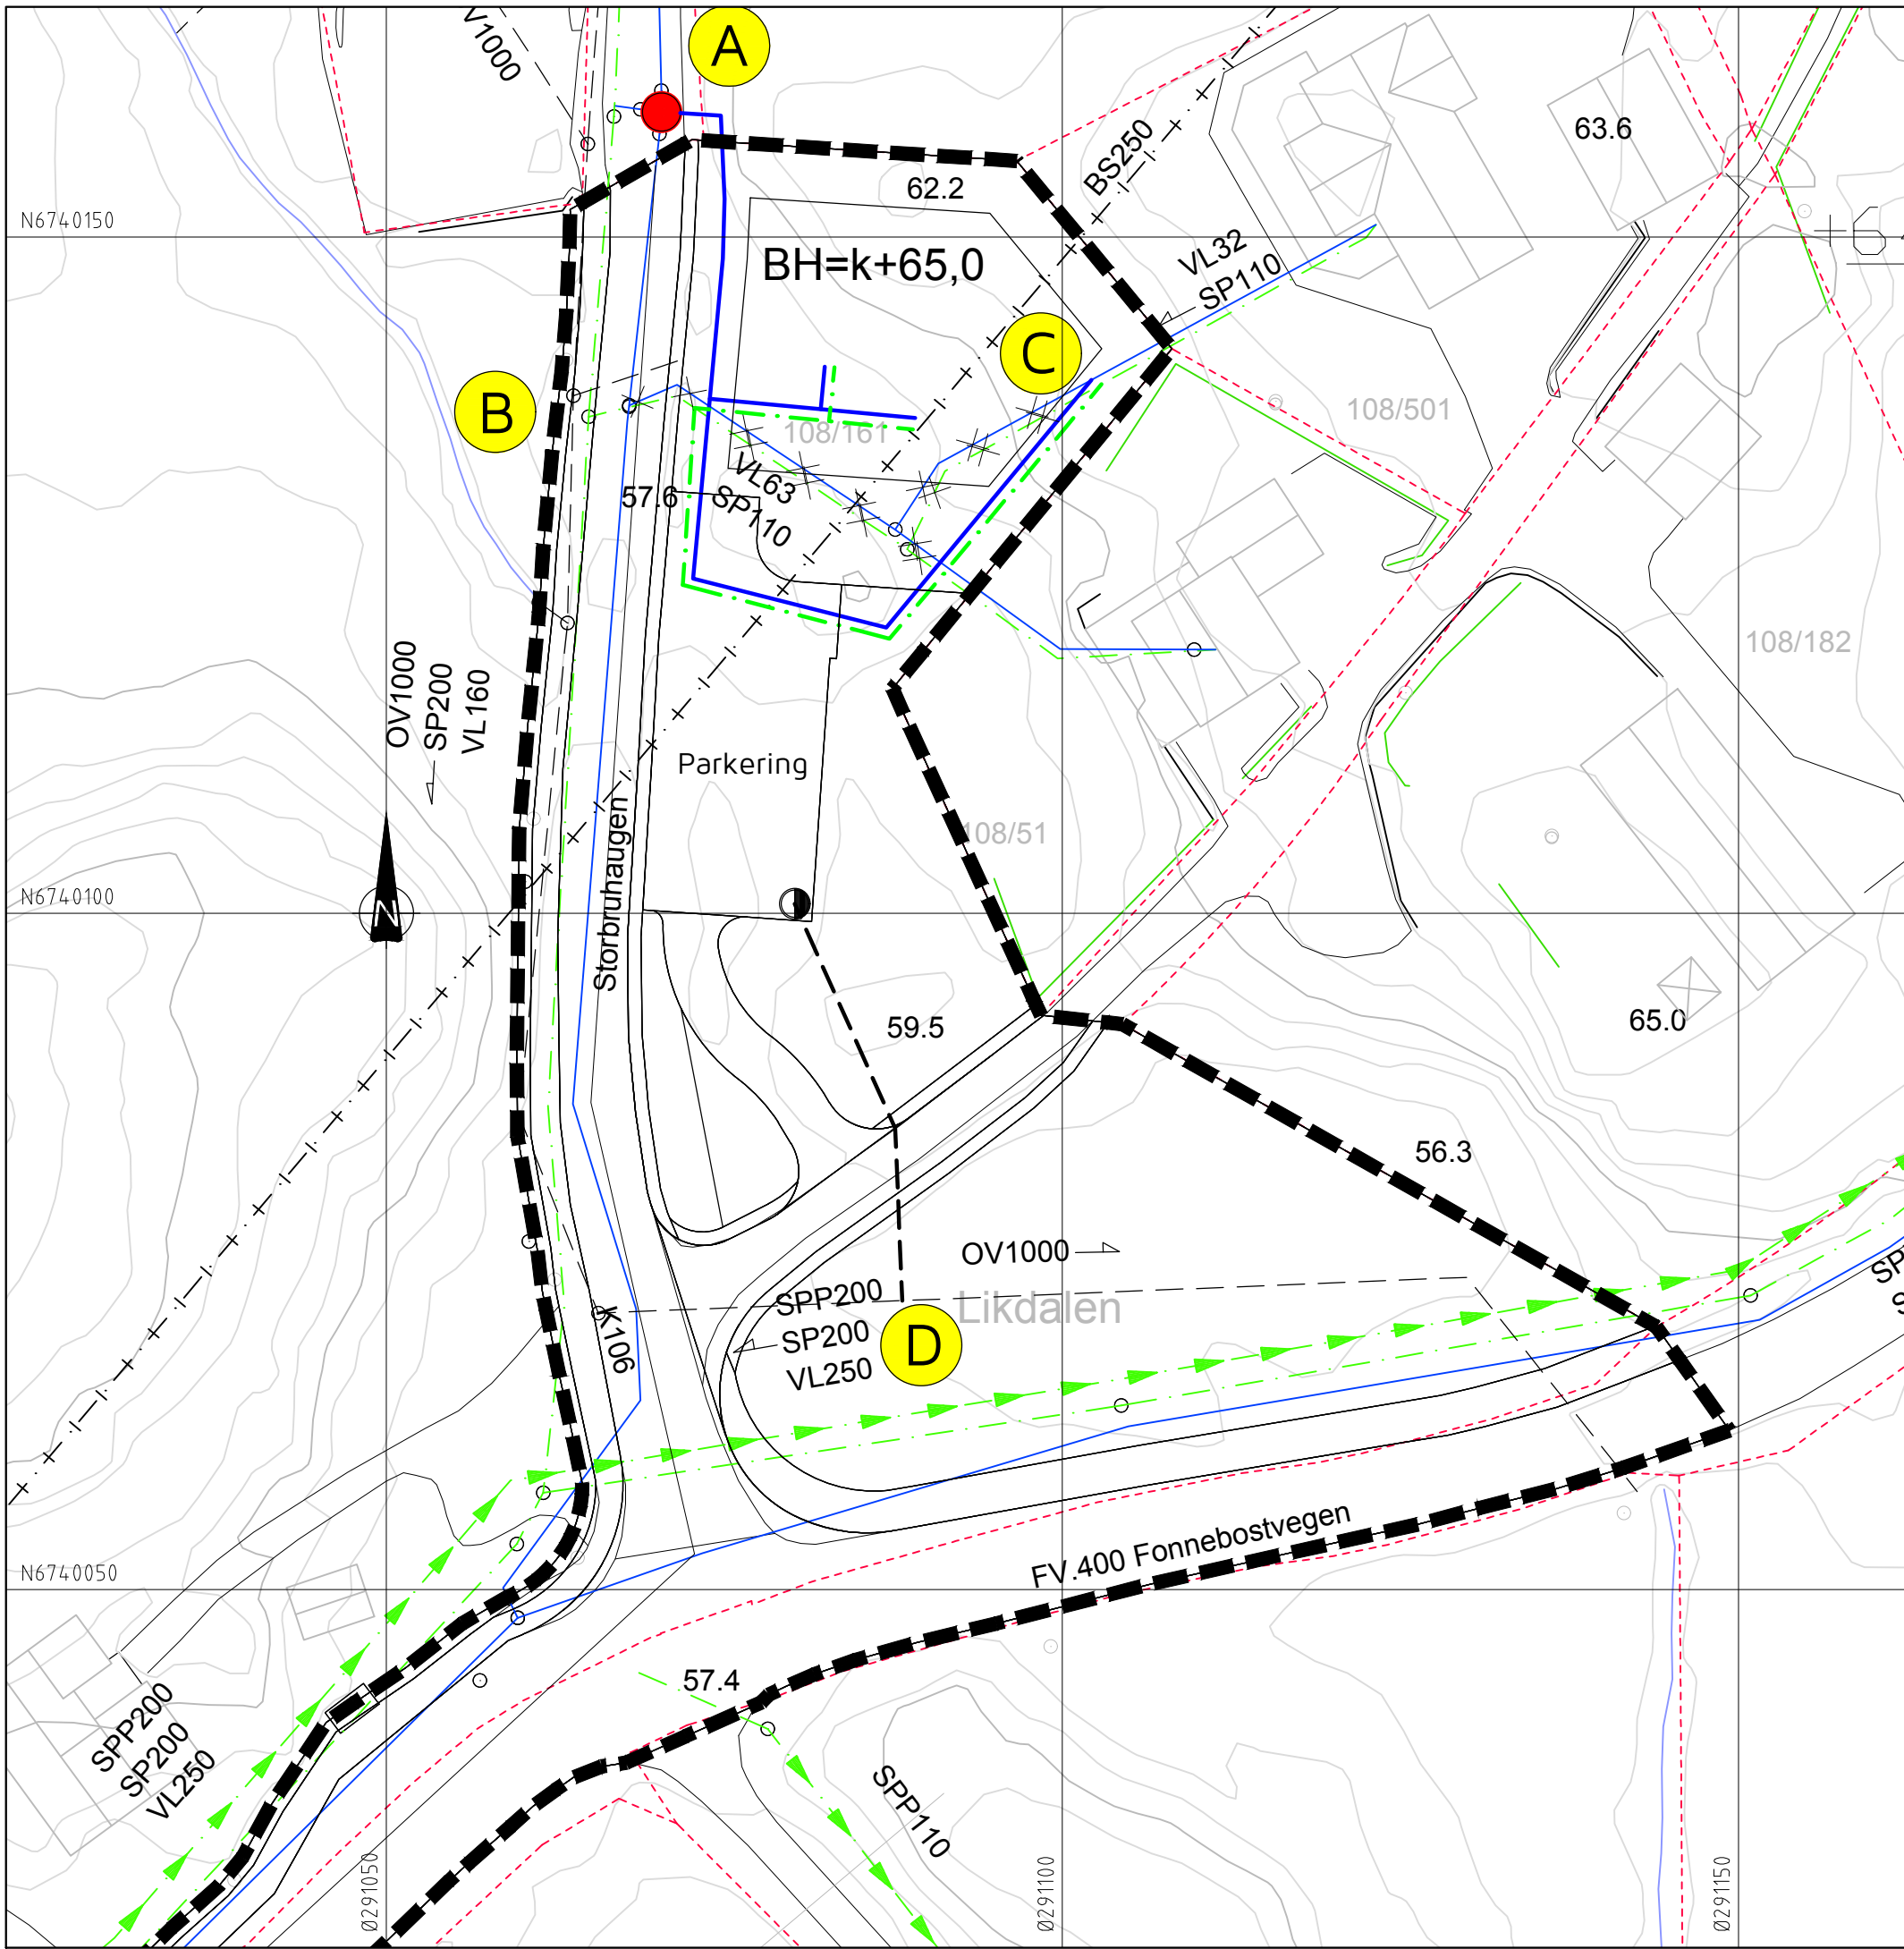 V1000
A
63.6
BS250
62.2
N6740150
BH=k+65,0
VL32
SP110
C
B
108/501
108/161
VL63
SP110
57.6
108/182
OV1000
SP200
VL160
Parkering
108/51
Storbruhaugen
N6740100
N
59.5
65.0
56.3
OV1000
SPP200
SP200
VL250
Likdalen
D
K106
FV.400 Fonnebostvegen
N6740050
57.4
SPP200
SP200
VL250
SPP110
Ø291050
Ø291100
Ø291150